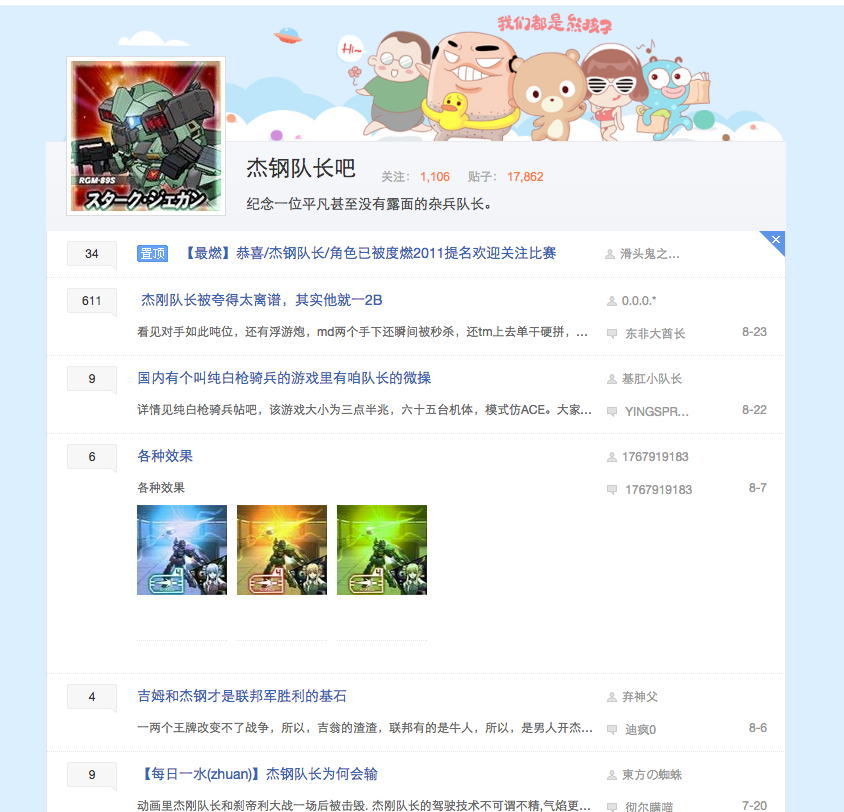 我们都是熊孩子
Hi~
RGM-89S
スターク・ジェガン
杰钢队长吧 关注： 1,106 贴子： 17,862
纪念一位平凡甚至没有露面的杂兵队长。
34 置顶 【最燃】恭喜/杰钢队长/角色已被度燃2011提名欢迎关注比赛 滑头鬼之...
611 杰刚队长被夸得太离谱，其实他就一2B 0.0.0.*
看见对手如此吨位，还有浮游炮，md两个手下还瞬间被秒杀，还tm上去单干硬拼，... 东非大酋长 8-23
9 国内有个叫纯白枪骑兵的游戏里有咱队长的微操 基肛小队长
详情见纯白枪骑兵帖吧，该游戏大小为三点半兆，六十五台机体，模式仿ACE。大家... YINGSPR... 8-22
6 各种效果 1767919183
各种效果 1767919183 8-7
4 吉姆和杰钢才是联邦军胜利的基石 弃神父
一两个王牌改变不了战争，所以，吉翁的渣渣，联邦有的是牛人，所以，是男人开杰... 迪疯0 8-6
9 【每日一水(zhuan)】杰钢队长为何会输 東方の蜘蛛
动画里杰刚队长和剎帝利大战一场后被击毁. 杰刚队长的驾驶技术不可谓不精,气焰更... 彻尔瞄喵 7-20